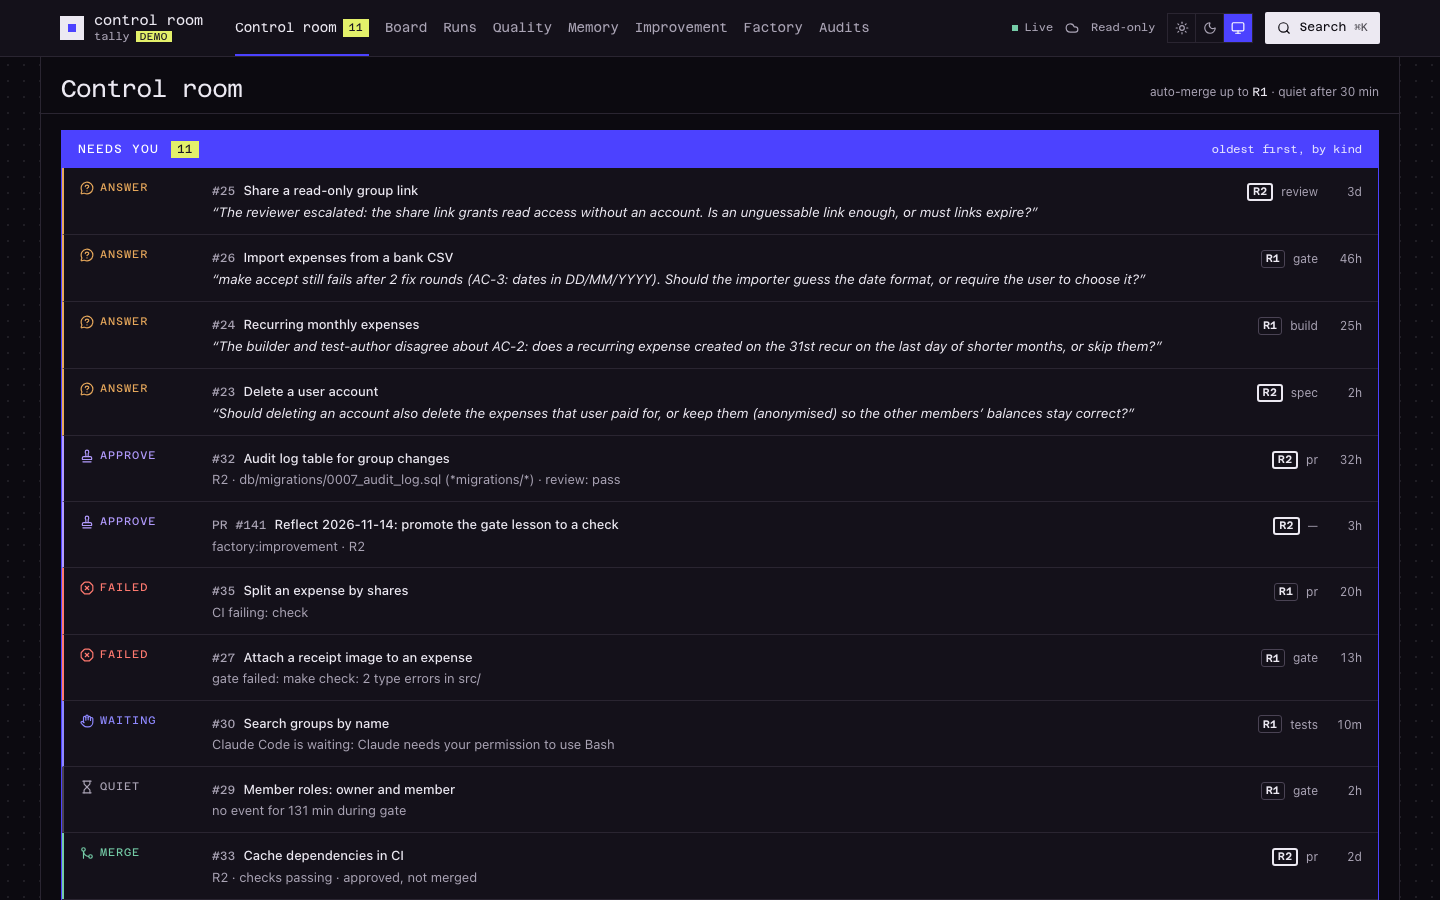 control room
tally DEMO
Control room 11
Board
Runs
Quality
Memory
Improvement
Factory
Audits
Live
Read-only
Search ⌘K
Control room
auto-merge up to R1 · quiet after 30 min
NEEDS YOU 11
oldest first, by kind
ANSWER
#25 Share a read-only group link
R2 review 3d
“The reviewer escalated: the share link grants read access without an account. Is an unguessable link enough, or must links expire?”
ANSWER
#26 Import expenses from a bank CSV
R1 gate 46h
“make accept still fails after 2 fix rounds (AC-3: dates in DD/MM/YYYY). Should the importer guess the date format, or require the user to choose it?”
ANSWER
#24 Recurring monthly expenses
R1 build 25h
“The builder and test-author disagree about AC-2: does a recurring expense created on the 31st recur on the last day of shorter months, or skip them?”
ANSWER
#23 Delete a user account
R2 spec 2h
“Should deleting an account also delete the expenses that user paid for, or keep them (anonymised) so the other members’ balances stay correct?”
APPROVE
#32 Audit log table for group changes
R2 pr 32h
R2 · db/migrations/0007_audit_log.sql (*migrations/*) · review: pass
APPROVE
PR #141 Reflect 2026-11-14: promote the gate lesson to a check
R2 — 3h
factory:improvement · R2
FAILED
#35 Split an expense by shares
R1 pr 20h
CI failing: check
FAILED
#27 Attach a receipt image to an expense
R1 gate 13h
gate failed: make check: 2 type errors in src/
WAITING
#30 Search groups by name
R1 tests 10m
Claude Code is waiting: Claude needs your permission to use Bash
QUIET
#29 Member roles: owner and member
R1 gate 2h
no event for 131 min during gate
MERGE
#33 Cache dependencies in CI
R2 pr 2d
R2 · checks passing · approved, not merged